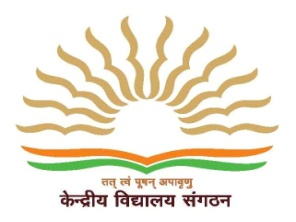 तत् त्वं पूषन् अपावृणु
केन्द्रीय विद्यालय संगठन